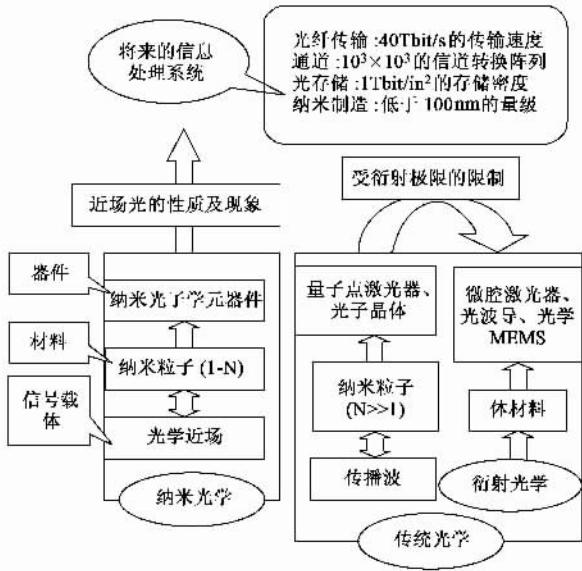 将来的信息
处理系统
光纤传输:40Tbit/s的传输速度
通道:10³×10³的信道转换阵列
光存储:1Tbit/in²的存储密度
纳米制造:低于100nm的量级
近场光的性质及现象
受衍射极限的限制
器件
纳米光子学元器件
材料
纳米粒子(1-N)
信号载
体
光学近场
纳米光学
量子点激光器、
光子晶体
纳米粒子
(N>>1)
传播波
微腔激光器、
光波导、光学
MEMS
体材料
衍射光学
传统光学